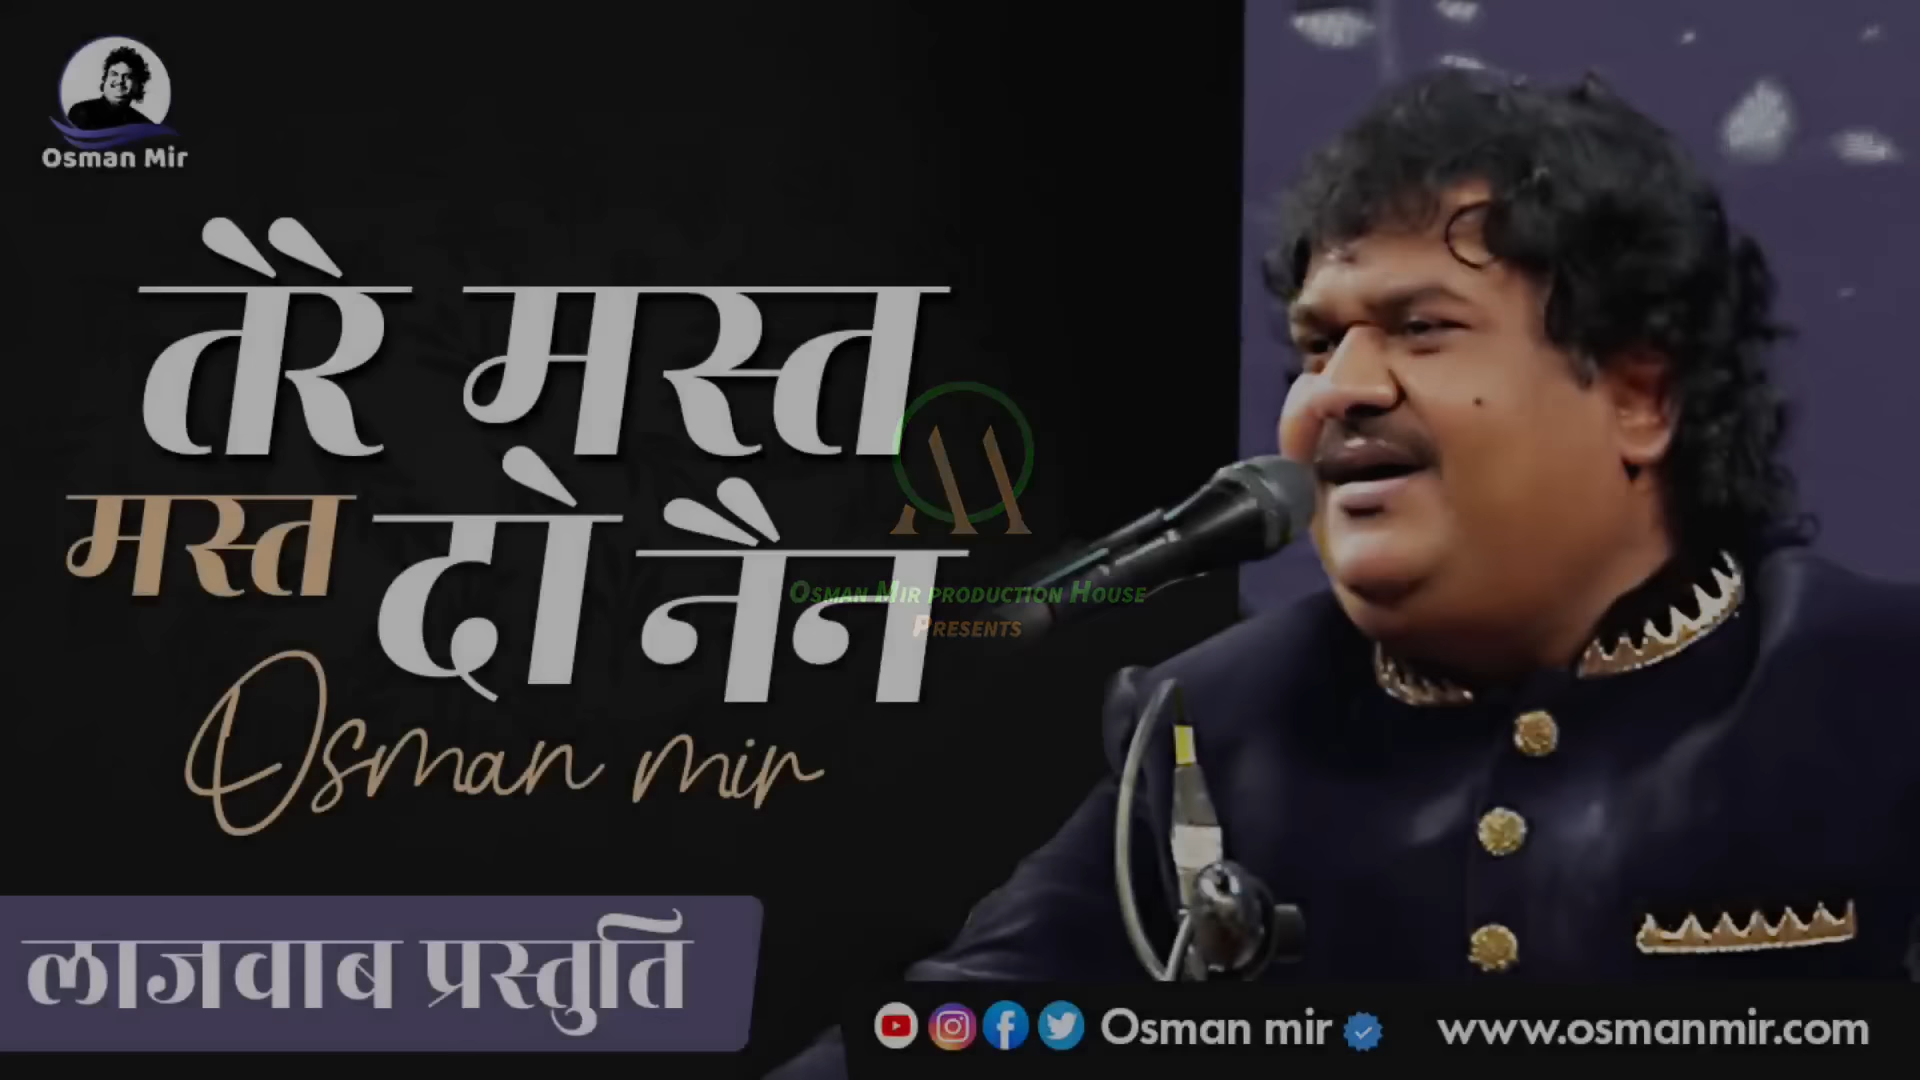 Osman Mir
तेरे मस्त
मस्त दो नैन
Osman mir
Osman Mir production House
Presents
लाजवाब प्रस्तुति
Osman mir
www.osmanmir.com